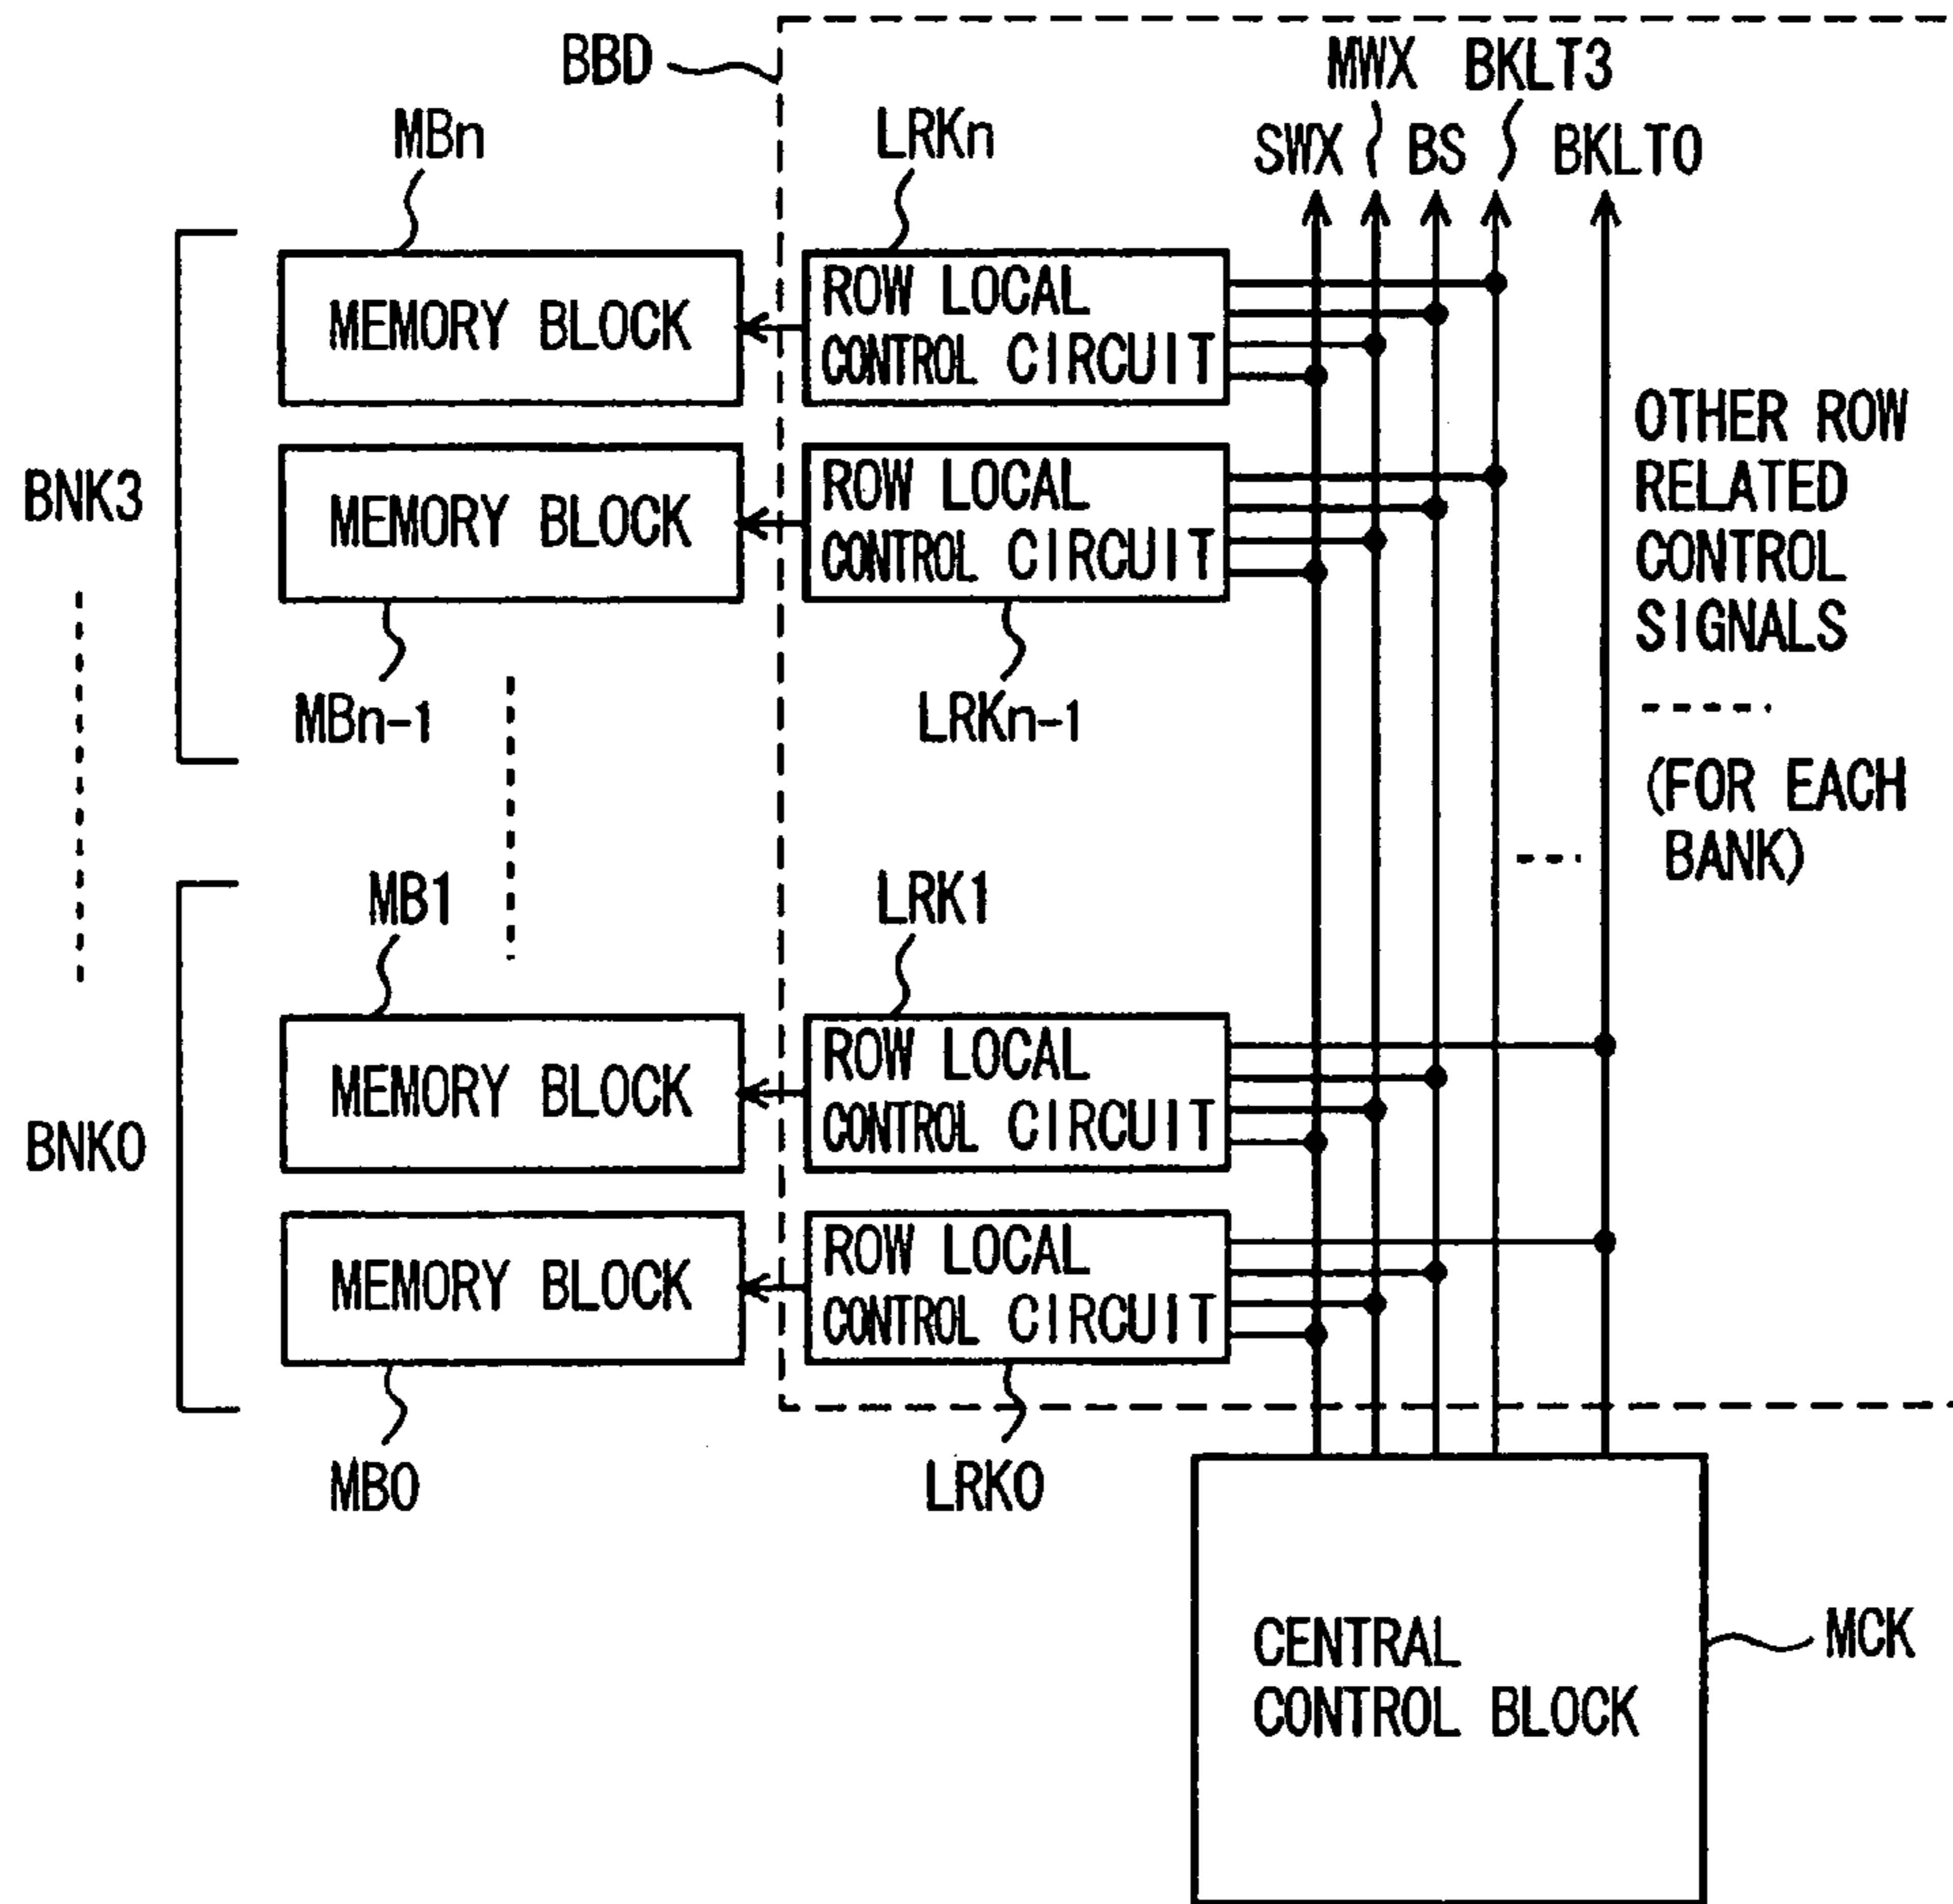 BBD
MWX BKLT3
SWX BS BKLT0
MBn
LRKn
MEMORY BLOCK
ROW LOCAL
CONTROL CIRCUIT
OTHER ROW
RELATED
CONTROL
SIGNALS
(FOR EACH
BANK)
BNK3
MEMORY BLOCK
ROW LOCAL
CONTROL CIRCUIT
MBn-1
LRKn-1
MB1
LRK1
BNK0
MEMORY BLOCK
ROW LOCAL
CONTROL CIRCUIT
MEMORY BLOCK
ROW LOCAL
CONTROL CIRCUIT
MB0
LRK0
CENTRAL
CONTROL BLOCK
MCK